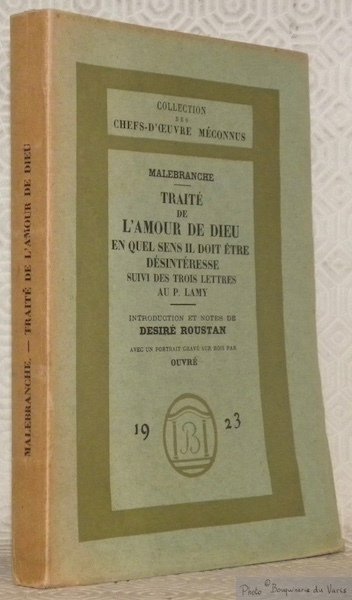 MALEBRANCHE. — TRAITÉ DE L'AMOUR DE DIEU
COLLECTION
DES
CHEFS-D'ŒUVRE MÉCONNUS
MALEBRANCHE
TRAITÉ
DE
L'AMOUR DE DIEU
EN QUEL SENS IL DOIT ÊTRE
DÉSINTÉRESSE
SUIVI DES TROIS LETTRES
AU P. LAMY
INTRODUCTION ET NOTES DE
DESIRÉ ROUSTAN
AVEC UN PORTRAIT GRAVÉ SUR BOIS PAR
OUVRÉ
19 B 23
Photo © Bouquinerie du Varis